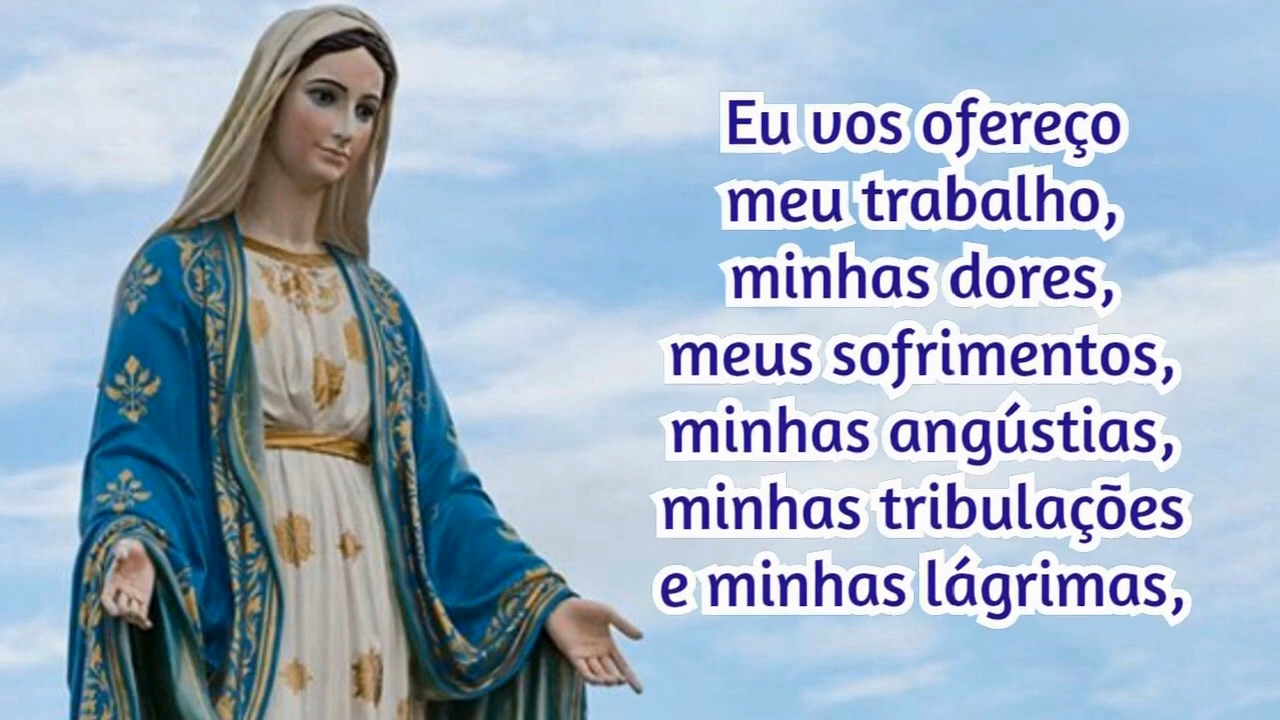 Eu vos ofereço
meu trabalho,
minhas dores,
meus sofrimentos,
minhas angústias,
minhas tribulações
e minhas lágrimas,